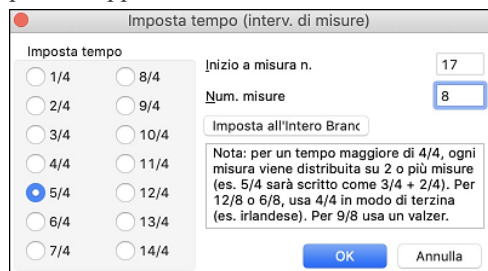 Imposta tempo (interv. di misure)
Imposta tempo
1/4 8/4
2/4 9/4
3/4 10/4
4/4 11/4
5/4 12/4
6/4 13/4
7/4 14/4
Inizio a misura n. 17
Num. misure 8
Imposta all'Intero Branc
Nota: per un tempo maggiore di 4/4, ogni
misura viene distribuita su 2 o più misure
(es. 5/4 sarà scritto come 3/4 + 2/4). Per
12/8 o 6/8, usa 4/4 in modo di terzina
(es. irlandese). Per 9/8 usa un valzer.
OK Annulla